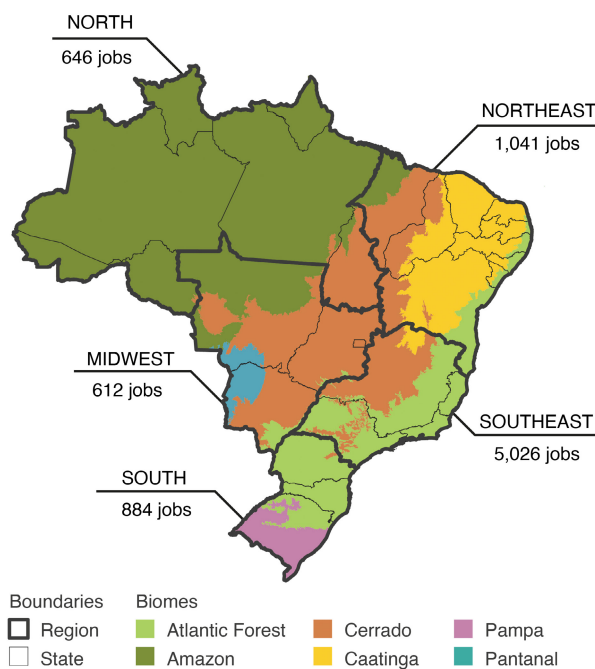 NORTH
646 jobs
NORTHEAST
1,041 jobs
MIDWEST
612 jobs
SOUTHEAST
5,026 jobs
SOUTH
884 jobs
Boundaries
Region
State
Biomes
Atlantic Forest
Amazon
Cerrado
Caatinga
Pampa
Pantanal